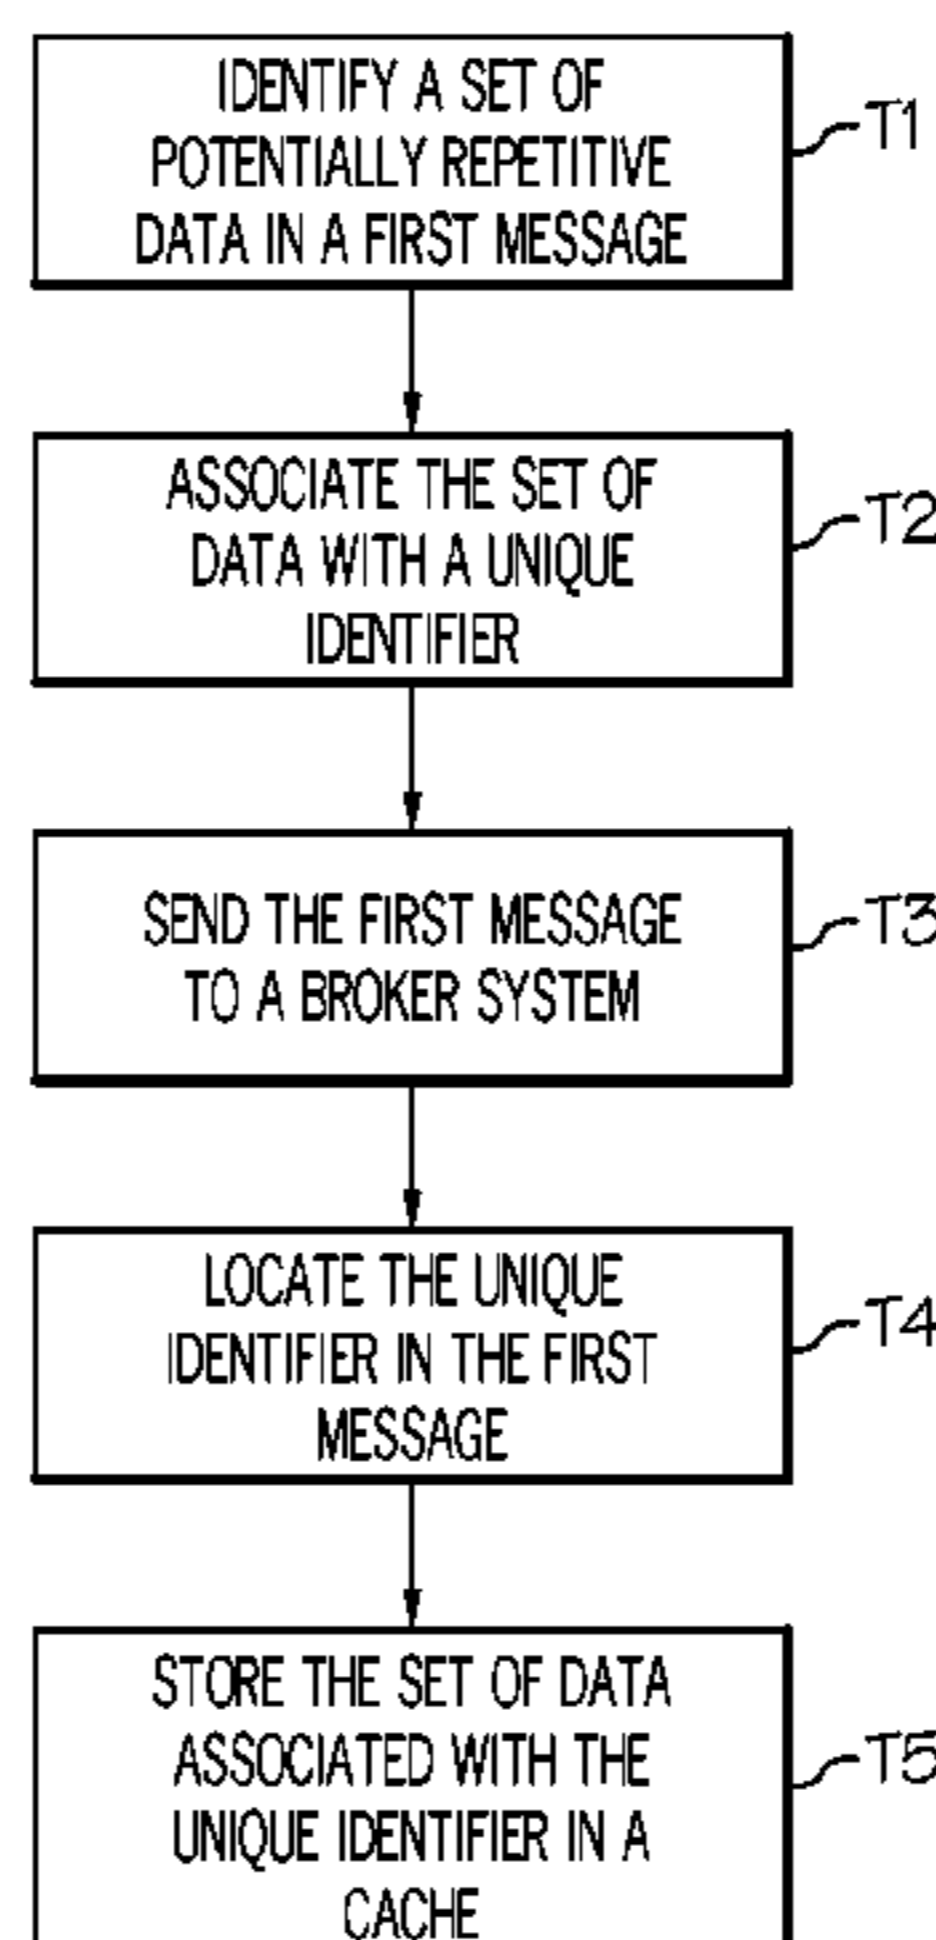 IDENTIFY A SET OF
POTENTIALLY REPETITIVE
DATA IN A FIRST MESSAGE
T1
ASSOCIATE THE SET OF
DATA WITH A UNIQUE
IDENTIFIER
T2
SEND THE FIRST MESSAGE
TO A BROKER SYSTEM
T3
LOCATE THE UNIQUE
IDENTIFIER IN THE FIRST
MESSAGE
T4
STORE THE SET OF DATA
ASSOCIATED WITH THE
UNIQUE IDENTIFIER IN A
CACHE
T5